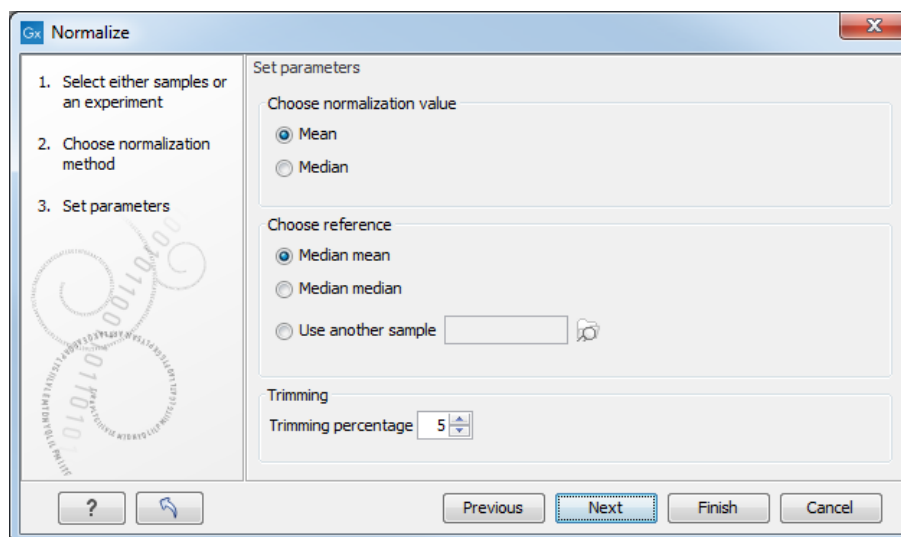 Gx Normalize
X
Set parameters
1. Select either samples or
an experiment
2. Choose normalization
method
3. Set parameters
Choose normalization value
Mean
Median
Choose reference
Median mean
Median median
Use another sample
Trimming
Trimming percentage 5
?
Previous
Next
Finish
Cancel